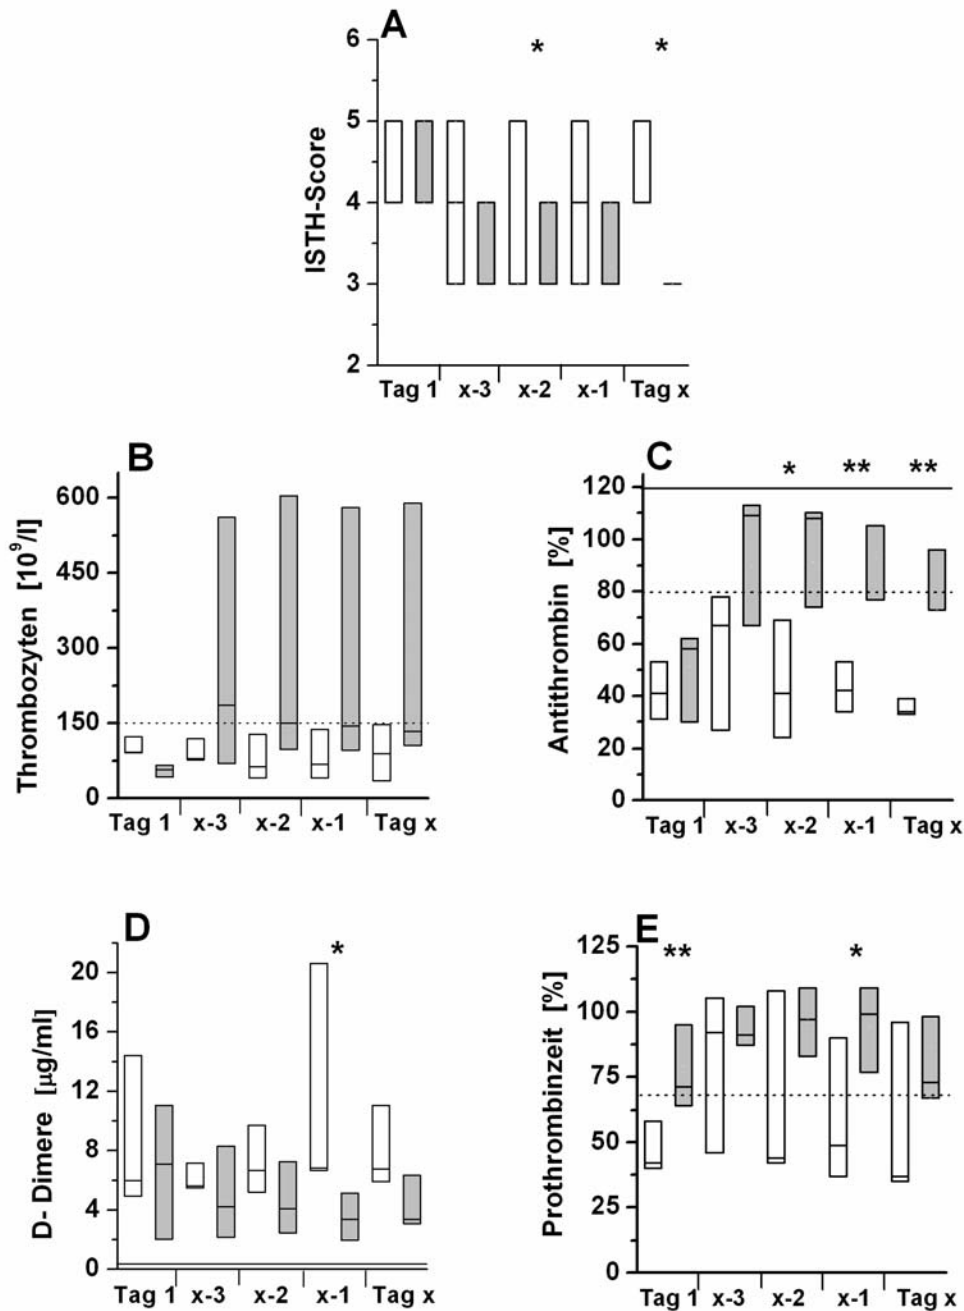 A
* *
6
5
4
3
2
ISTH-Score
Tag 1 x-3 x-2 x-1 Tag x
B
600
450
300
150
0
Thrombozyten [10⁹/l]
Tag 1 x-3 x-2 x-1 Tag x
C
* ** **
120
100
80
60
40
20
0
Antithrombin [%]
Tag 1 x-3 x-2 x-1 Tag x
D
*
20
16
12
8
4
0
D- Dimere [µg/ml]
Tag 1 x-3 x-2 x-1 Tag x
E
** *
125
100
75
50
25
0
Prothrombinzeit [%]
Tag 1 x-3 x-2 x-1 Tag x